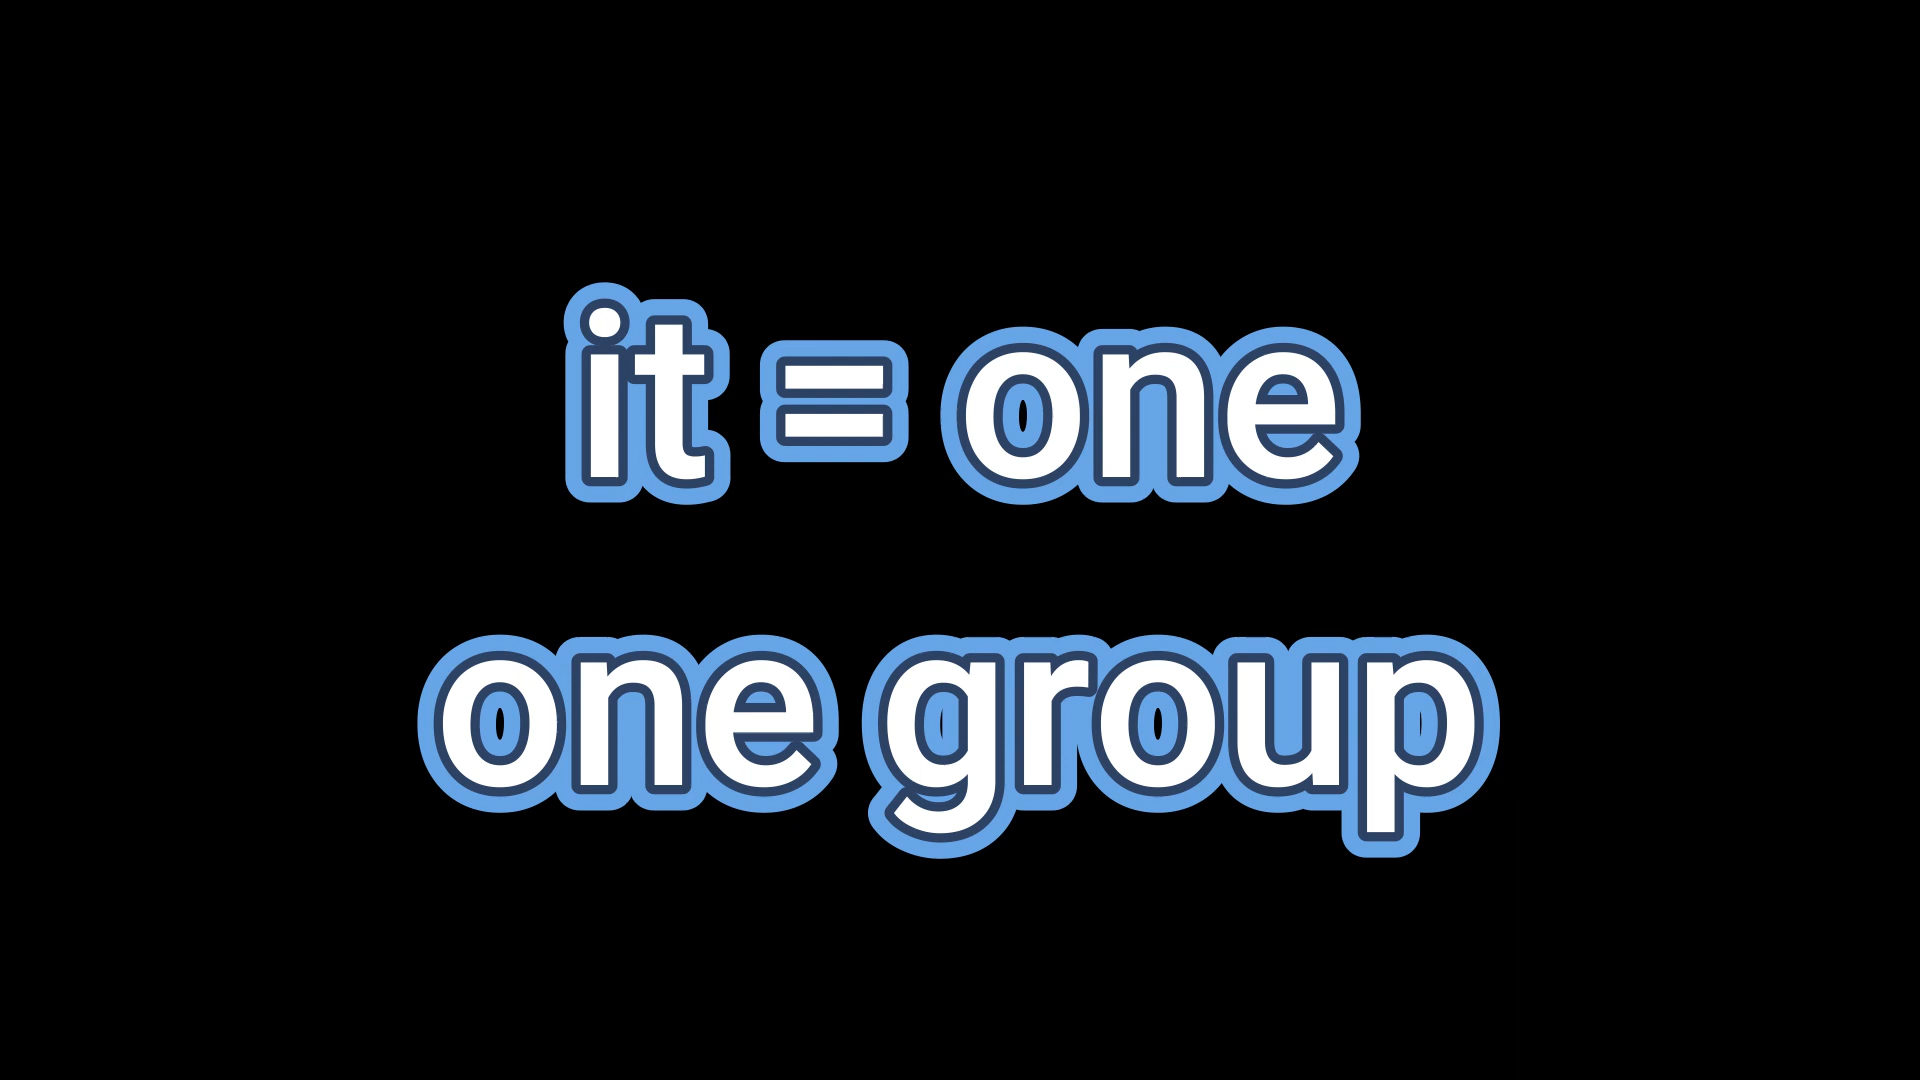 it = one
one group